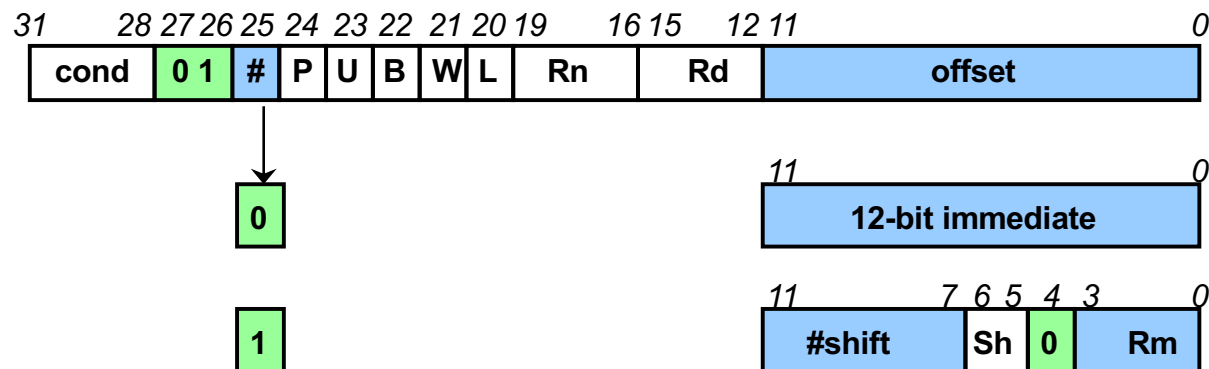 31 28 27 26 25 24 23 22 21 20 19 16 15 12 11 0
cond 0 1 # P U B W L Rn Rd offset
11 0
0 12-bit immediate
11 7 6 5 4 3 0
1 #shift Sh 0 Rm